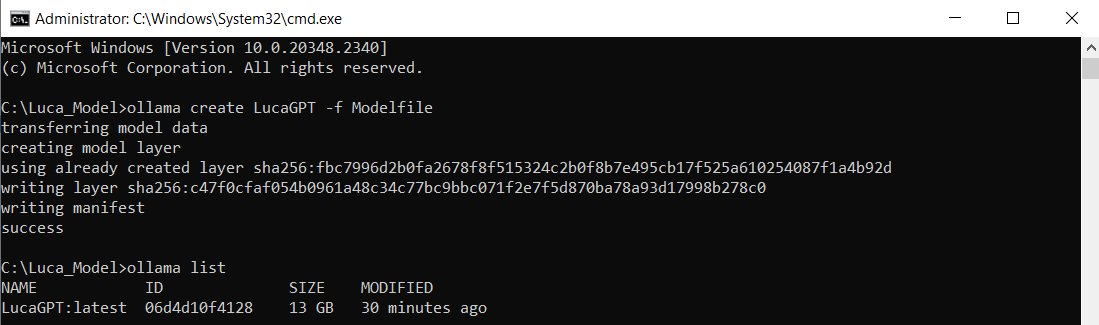 Administrator: C:\Windows\System32\cmd.exe
Microsoft Windows [Version 10.0.20348.2340]
(c) Microsoft Corporation. All rights reserved.
C:\Luca_Model>ollama create LucaGPT -f Modelfile
transferring model data
creating model layer
using already created layer sha256:fbc7996d2b0fa2678f8f515324c2b0f8b7e495cb17f525a610254087f1a4b92d
writing layer sha256:c47f0cfaf054b0961a48c34c77bc9bbc071f2e7f5d870ba78a93d17998b278c0
writing manifest
success
C:\Luca_Model>ollama list
NAME ID SIZE MODIFIED
LucaGPT:latest 06d4d10f4128 13 GB 30 minutes ago